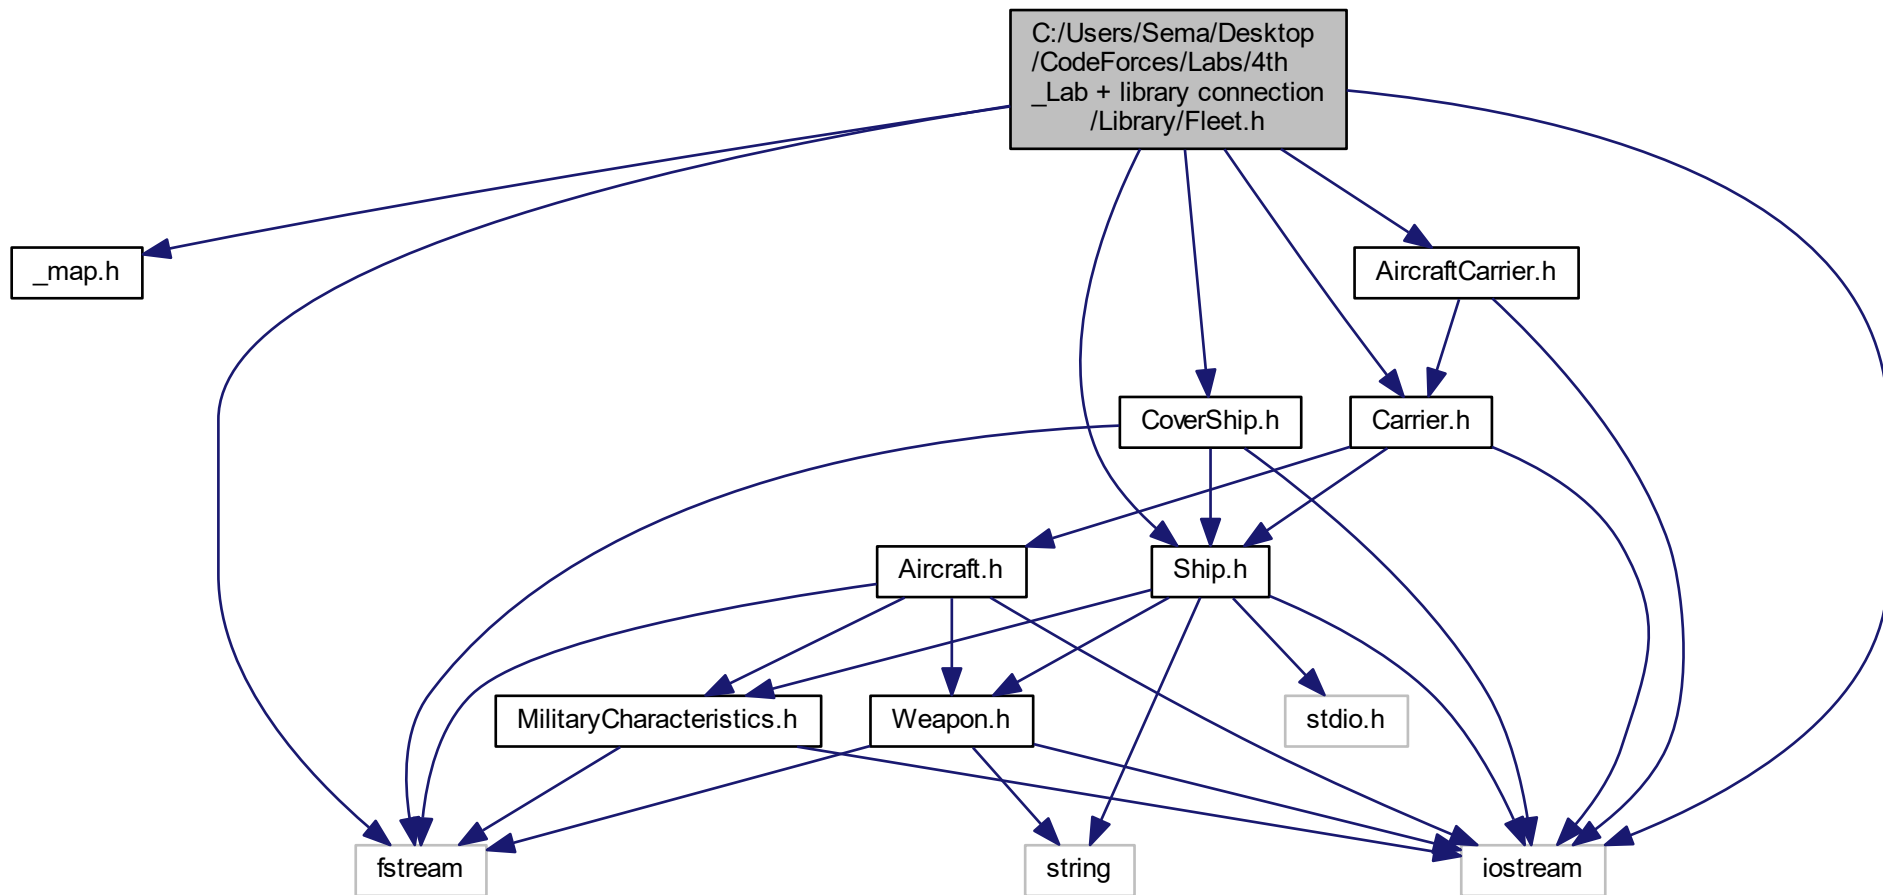 C:/Users/Sema/Desktop
/CodeForces/Labs/4th
_Lab + library connection
/Library/Fleet.h
_map.h
AircraftCarrier.h
CoverShip.h
Carrier.h
Aircraft.h
Ship.h
MilitaryCharacteristics.h
Weapon.h
stdio.h
fstream
string
iostream